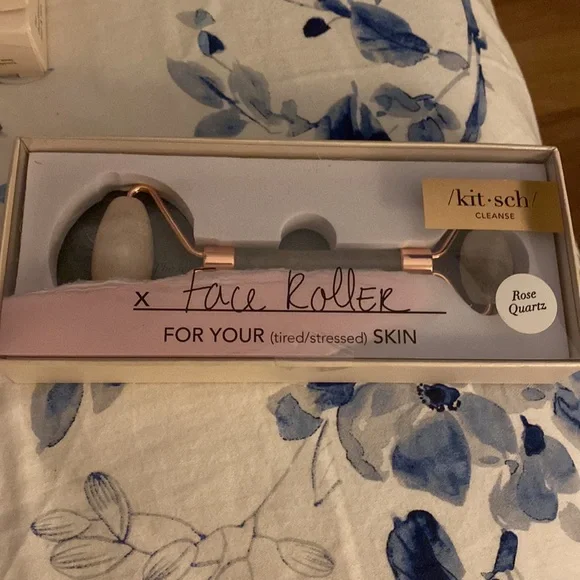 /kit·sch/
CLEANSE
Rose
Quartz
x Face Roller
FOR YOUR (tired/stressed) SKIN